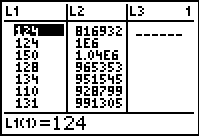 L1 L2 L3 1
124 816932 ------
124 1E6
150 1.04E6
128 965353
134 951545
110 928799
131 991305
L1(1)=124